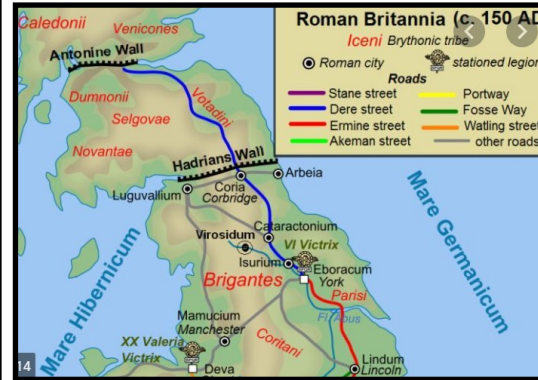 Roman Britannia (c. 150 AD
Iceni Brythonic tribe
Roman city
stationed legion
Roads
Stane street
Portway
Dere street
Fosse Way
Ermine street
Watling street
Akeman street
other roads
Caledonii
Venicones
Antonine Wall
Dumnonii
Votadini
Selgovae
Novantae
Hadrians Wall
Arbeia
Luguvallium
Coria
Corbridge
Cataractonium
Virosidum
VI Victrix
Isurium
Eboracum
York
Brigantes
Parisi
Fl. Abus
Mamucium
Manchester
Coritani
XX Valeria
Victrix
Deva
Lindum
Lincoln
Mare Hibernicum
Mare Germanicum
14